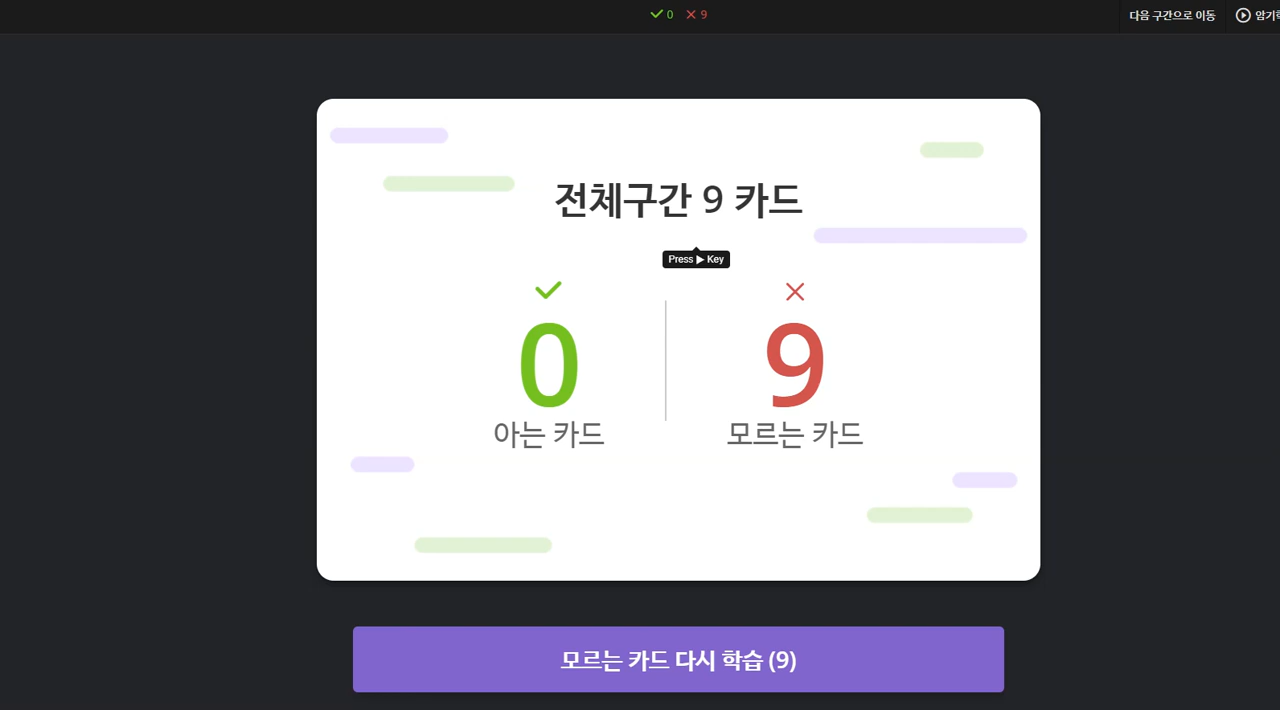 0 9
다음 구간으로 이동
전체구간 9 카드
Press ▶ Key
0
아는 카드
9
모르는 카드
모르는 카드 다시 학습 (9)